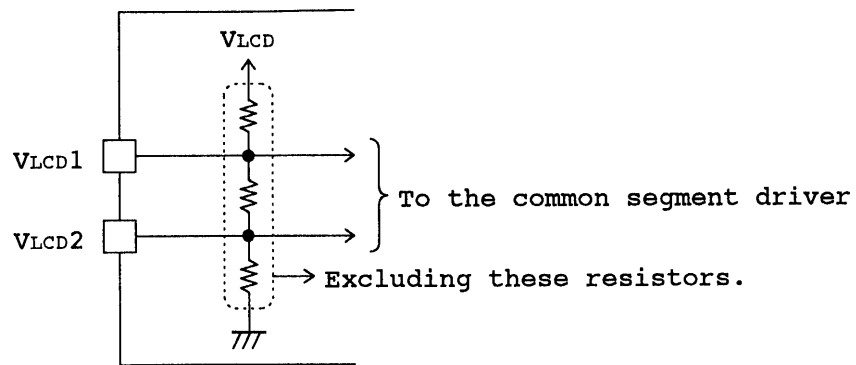 VLCD
VLCD1
To the common segment driver
VLCD2
Excluding these resistors.